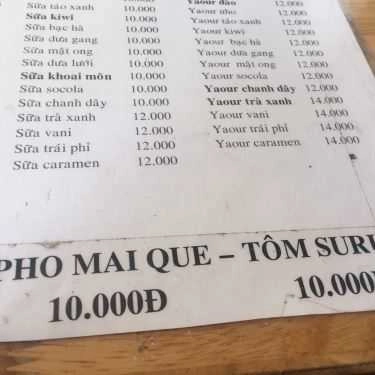 Sữa táo xanh 10.000
Sữa kiwi 10.000
Sữa bạc hà 10.000
Sữa dưa gang 10.000
Sữa mật ong 10.000
Sữa dưa lưới 10.000
Sữa khoai môn 10.000
Sữa socola 10.000
Sữa chanh dây 10.000
Sữa trà xanh 12.000
Sữa vani 12.000
Sữa trái phỉ 12.000
Sữa caramen 12.000
Yaour đào 12.000
Yaour nho 12.000
Yaour táo xanh 12.000
Yaour kiwi 12.000
Yaour bạc hà 12.000
Yaour dưa gang 12.000
Yaour mật ong 12.000
Yaour socola 12.000
Yaour chanh dây 12.000
Yaour trà xanh 14.000
Yaour vani 14.000
Yaour trái phỉ 14.000
Yaour caramen 14.000
PHO MAI QUE – TÔM
10.000Đ 10.000